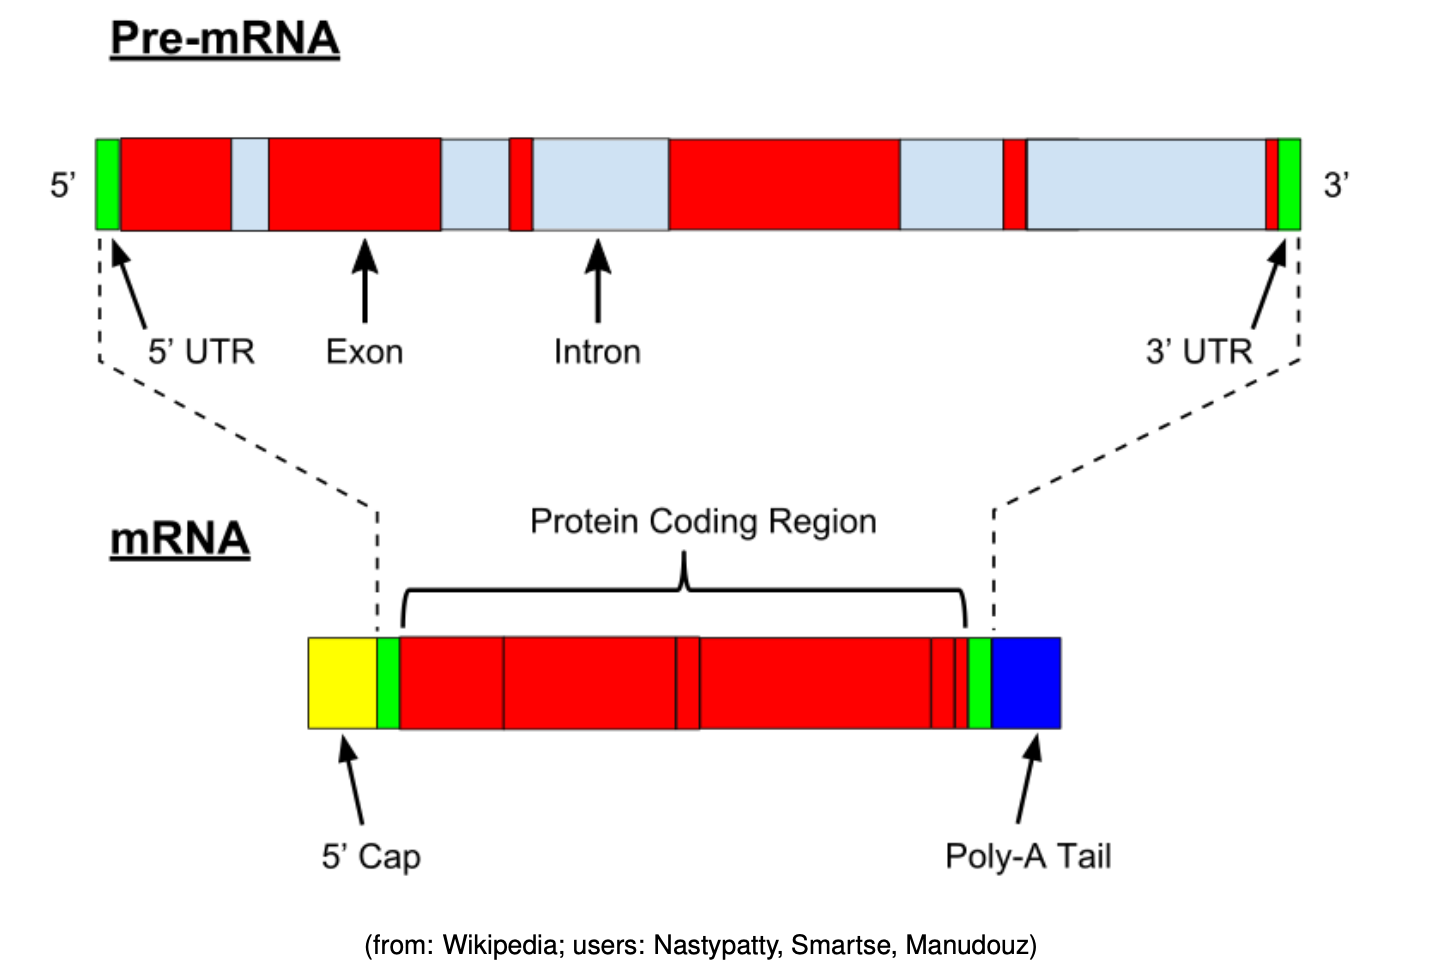 Pre-mRNA
5’
3’
5’ UTR
Exon
Intron
3’ UTR
Protein Coding Region
mRNA
5’ Cap
Poly-A Tail
(from: Wikipedia; users: Nastypatty, Smartse, Manudouz)